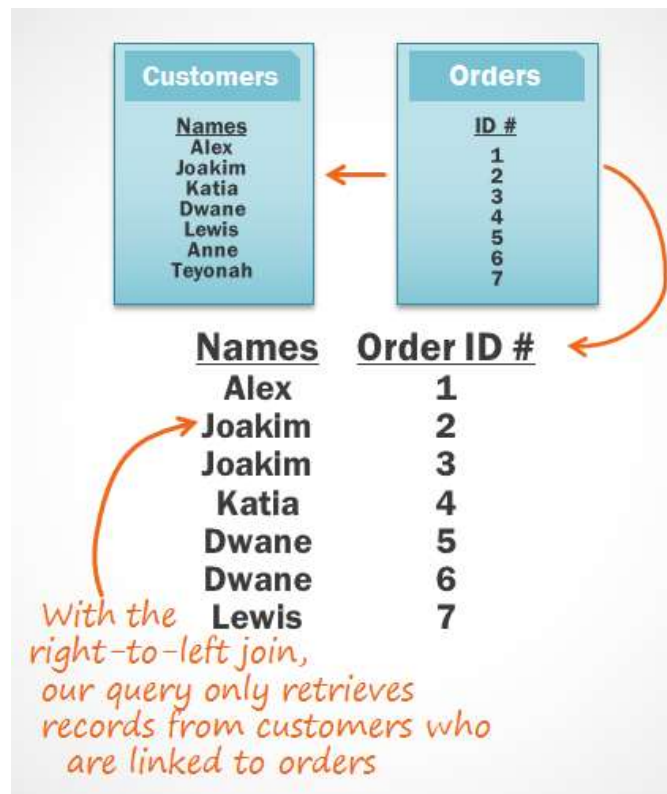 Customers
Names
Alex
Joakim
Katia
Dwane
Lewis
Anne
Teyonah
Orders
ID #
1
2
3
4
5
6
7
Names Order ID #
Alex 1
Joakim 2
Joakim 3
Katia 4
Dwane 5
Dwane 6
Lewis 7
With the
right-to-left join,
our query only retrieves
records from customers who
are linked to orders